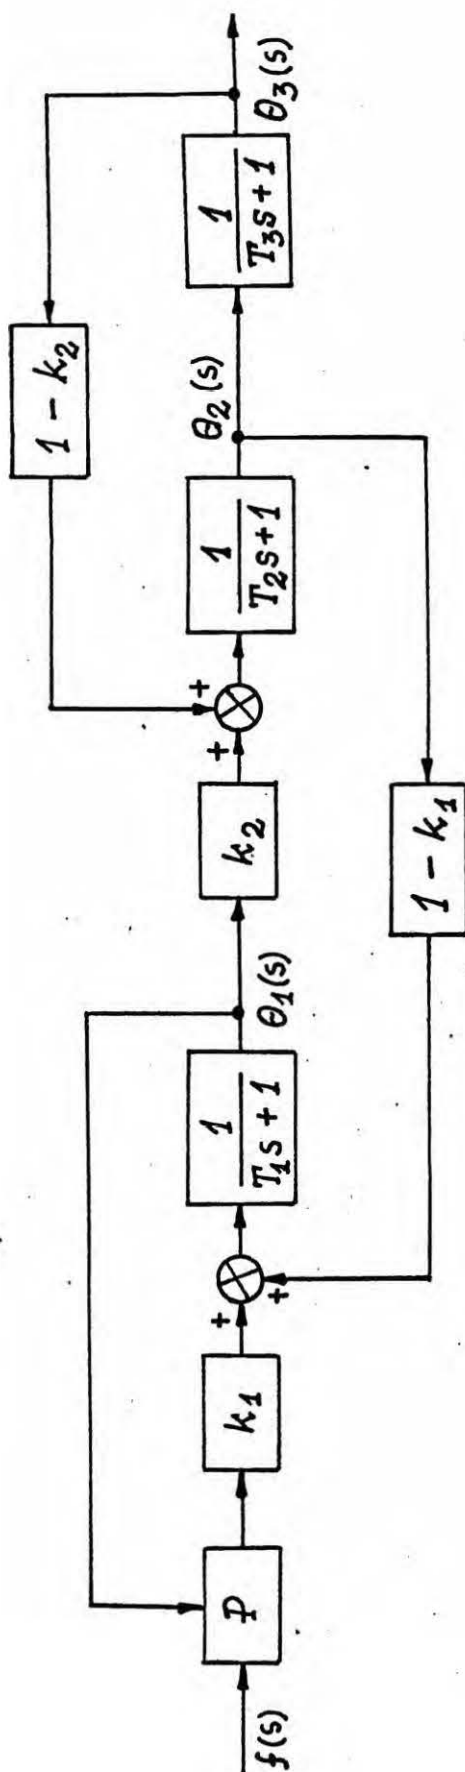 f(s)
P
k₁
+
+
1
T₁s + 1
θ₁(s)
k₂
+
+
1
T₂s+1
θ₂(s)
1
T₃s+1
θ₃(s)
1 - k₂
1 - k₁